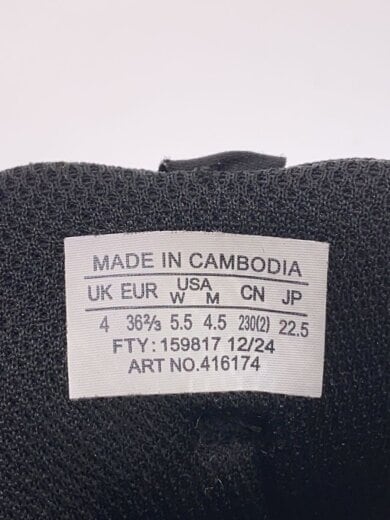 MADE IN CAMBODIA
UK EUR USA W M CN JP
4 36⅔ 5.5 4.5 230(2) 22.5
FTY: 159817 12/24
ART NO.416174